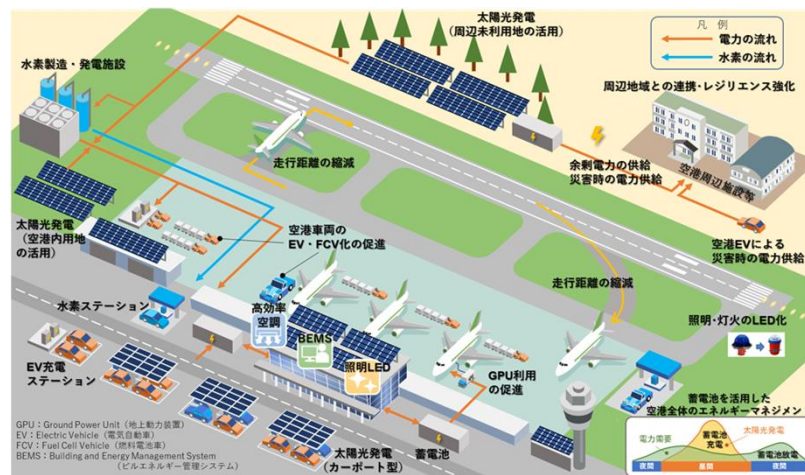 太陽光発電
(周辺未利用地の活用)
凡 例
電力の流れ
水素の流れ
水素製造・発電施設
周辺地域との連携・レジリエンス強化
走行距離の縮減
余剰電力の供給
災害時の電力供給
空港周辺施設等
太陽光発電
(空港内用地
の活用)
空港車両の
EV・FCV化の促進
空港EVによる
災害時の電力供給
走行距離の縮減
水素ステーション
高効率
空調
照明・灯火のLED化
BEMS
EV充電
ステーション
照明LED
GPU利用
の促進
蓄電池を活用した
空港全体のエネルギーマネジメント
GPU:Ground Power Unit(地上動力装置)
EV:Electric Vehicle(電気自動車)
FCV:Fuel Cell Vehicle(燃料電池車)
BEMS:Building and Energy Management System
(ビルエネルギー管理システム)
太陽光発電
(カーポート型)
蓄電池
電力需要
蓄電池
充電
太陽光発電
蓄電池放電
夜間
昼間
夜間